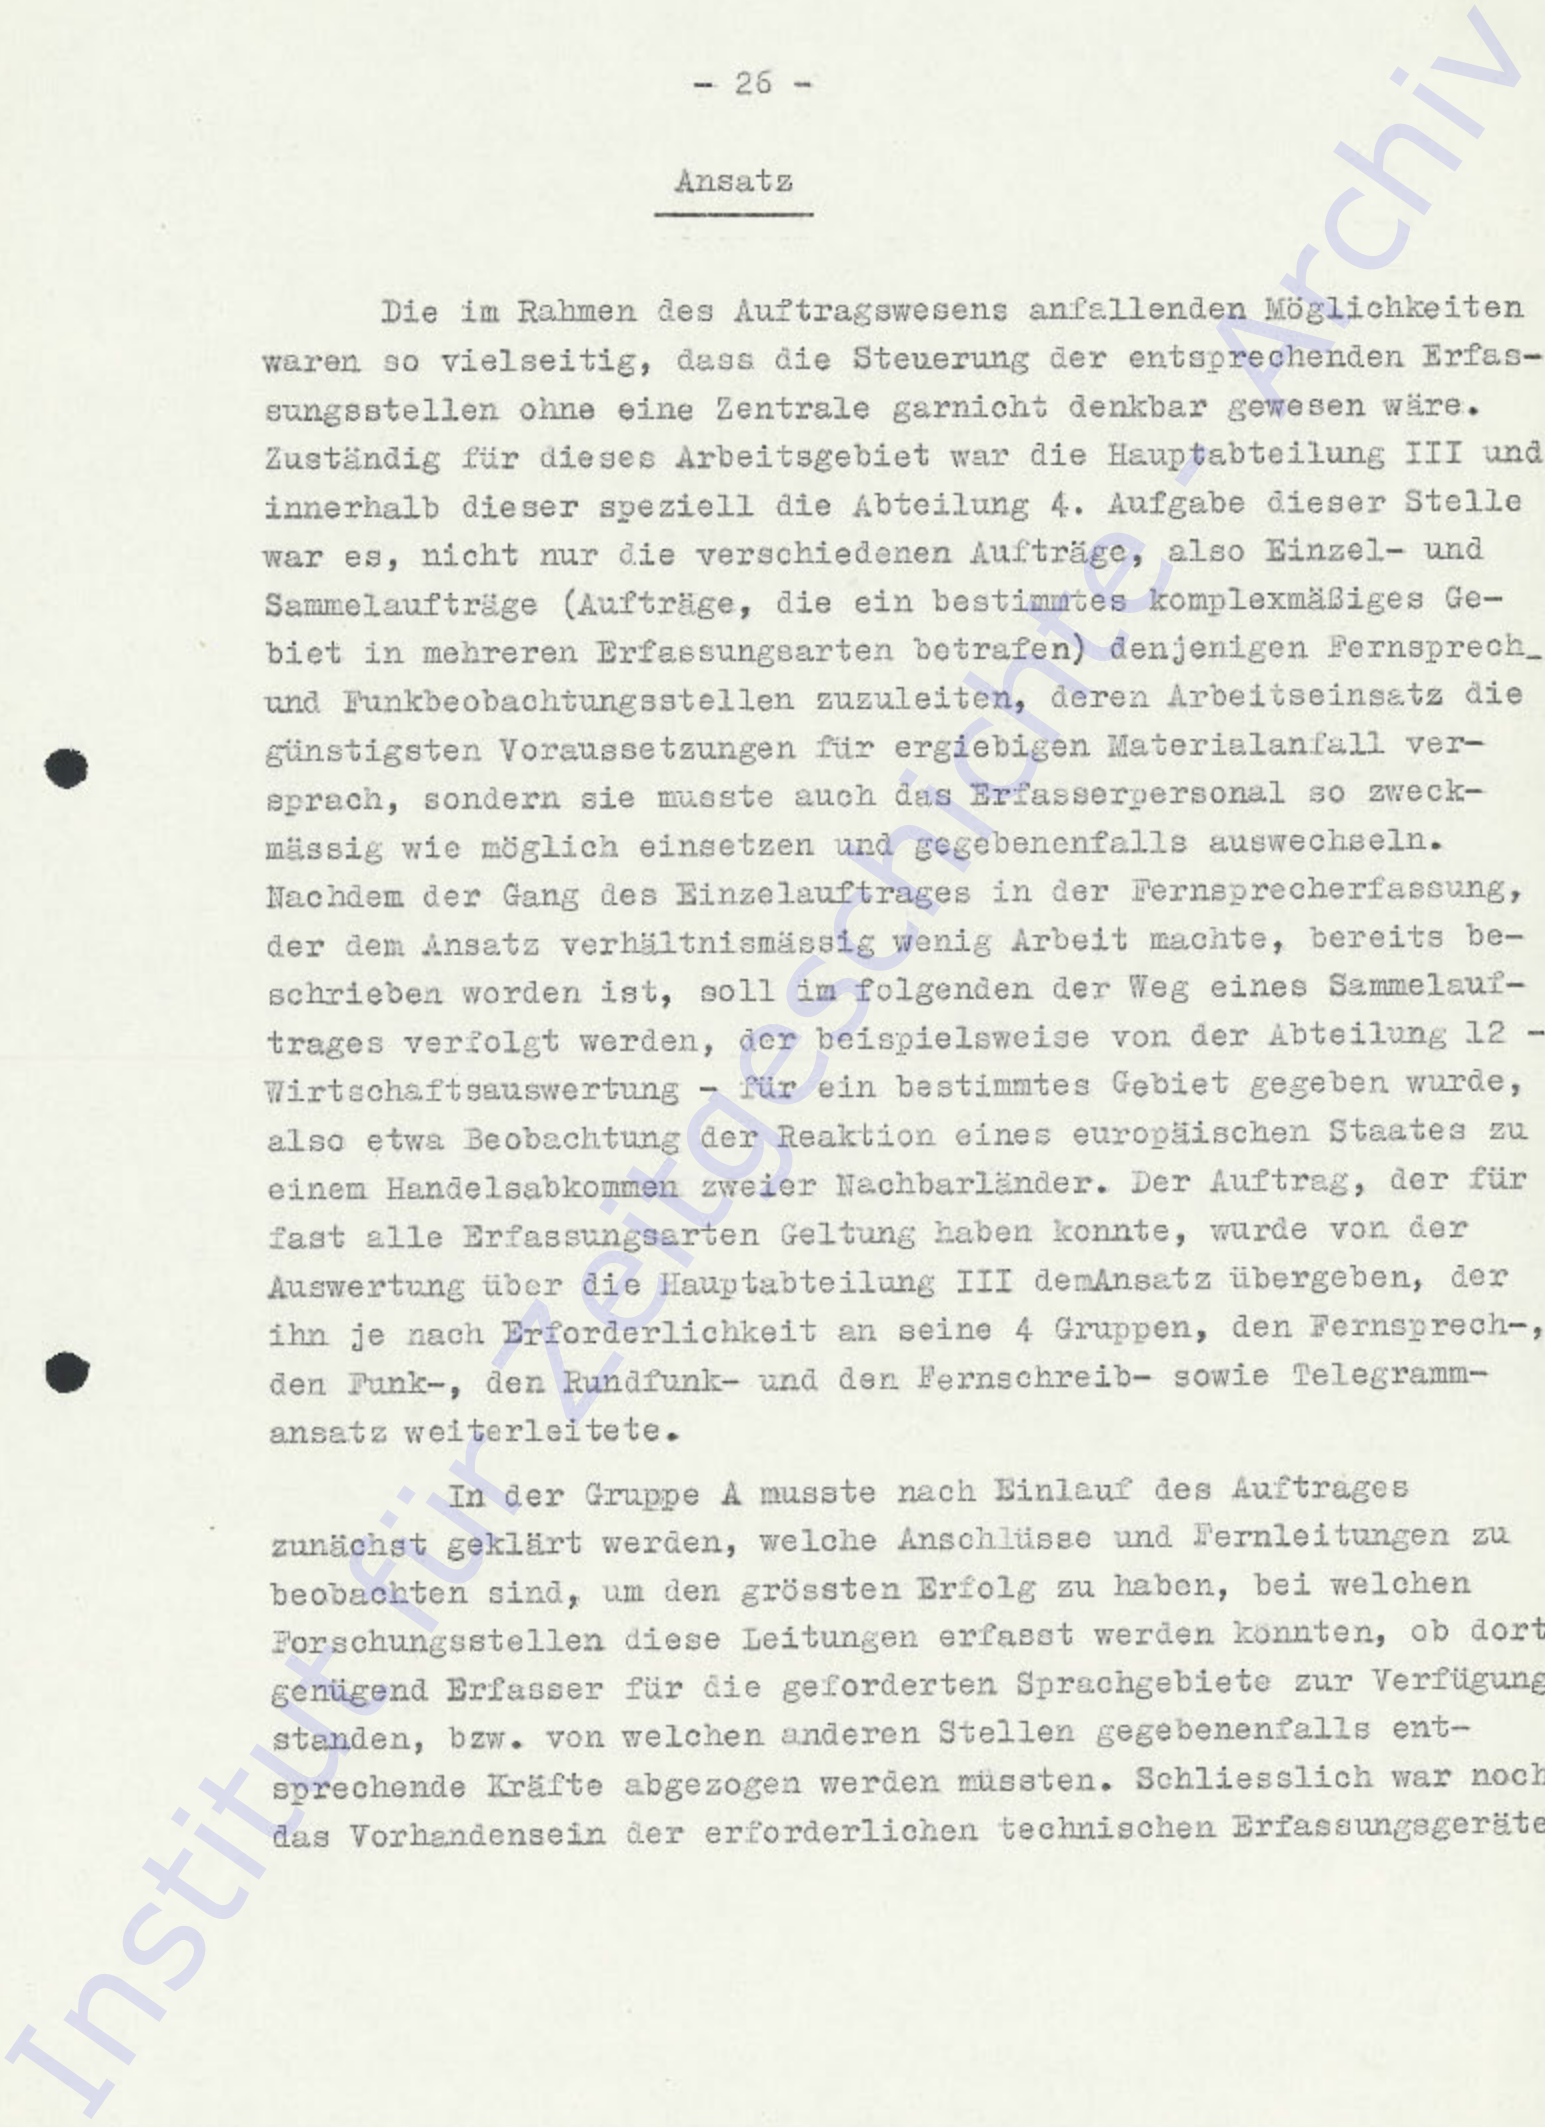 - 26 -
Ansatz
Die im Rahmen des Auftragswesens anfallenden Möglichkeiten
waren so vielseitig, dass die Steuerung der entsprechenden Erfas-
sungsstellen ohne eine Zentrale garnicht denkbar gewesen wäre.
Zuständig für dieses Arbeitsgebiet war die Hauptabteilung III und
innerhalb dieser speziell die Abteilung 4. Aufgabe dieser Stelle
war es, nicht nur die verschiedenen Aufträge, also Einzel- und
Sammelaufträge (Aufträge, die ein bestimmtes komplexmäßiges Ge-
biet in mehreren Erfassungsarten betrafen) denjenigen Fernsprech_
und Funkbeobachtungsstellen zuzuleiten, deren Arbeitseinsatz die
günstigsten Voraussetzungen für ergiebigen Materialanfall ver-
sprach, sondern sie musste auch das Erfasserpersonal so zweck-
mässig wie möglich einsetzen und gegebenenfalls auswechseln.
Nachdem der Gang des Einzelauftrages in der Fernsprecherfassung,
der dem Ansatz verhältnismässig wenig Arbeit machte, bereits be-
schrieben worden ist, soll im folgenden der Weg eines Sammelauf-
trages verfolgt werden, der beispielsweise von der Abteilung 12 -
Wirtschaftsauswertung - für ein bestimmtes Gebiet gegeben wurde,
also etwa Beobachtung der Reaktion eines europäischen Staates zu
einem Handelsabkommen zweier Nachbarländer. Der Auftrag, der für
fast alle Erfassungsarten Geltung haben konnte, wurde von der
Auswertung über die Hauptabteilung III demAnsatz übergeben, der
ihn je nach Erforderlichkeit an seine 4 Gruppen, den Fernsprech-,
den Funk-, den Rundfunk- und den Fernschreib- sowie Telegramm-
ansatz weiterleitete.
In der Gruppe A musste nach Einlauf des Auftrages
zunächst geklärt werden, welche Anschlüsse und Fernleitungen zu
beobachten sind, um den grössten Erfolg zu haben, bei welchen
Forschungsstellen diese Leitungen erfasst werden könnten, ob dort
genügend Erfasser für die geforderten Sprachgebiete zur Verfügung
standen, bzw. von welchen anderen Stellen gegebenenfalls ent-
sprechende Kräfte abgezogen werden müssten. Schliesslich war noch
das Vorhandensein der erforderlichen technischen Erfassungsgeräte
Institut für Zeitgeschichte - Archiv